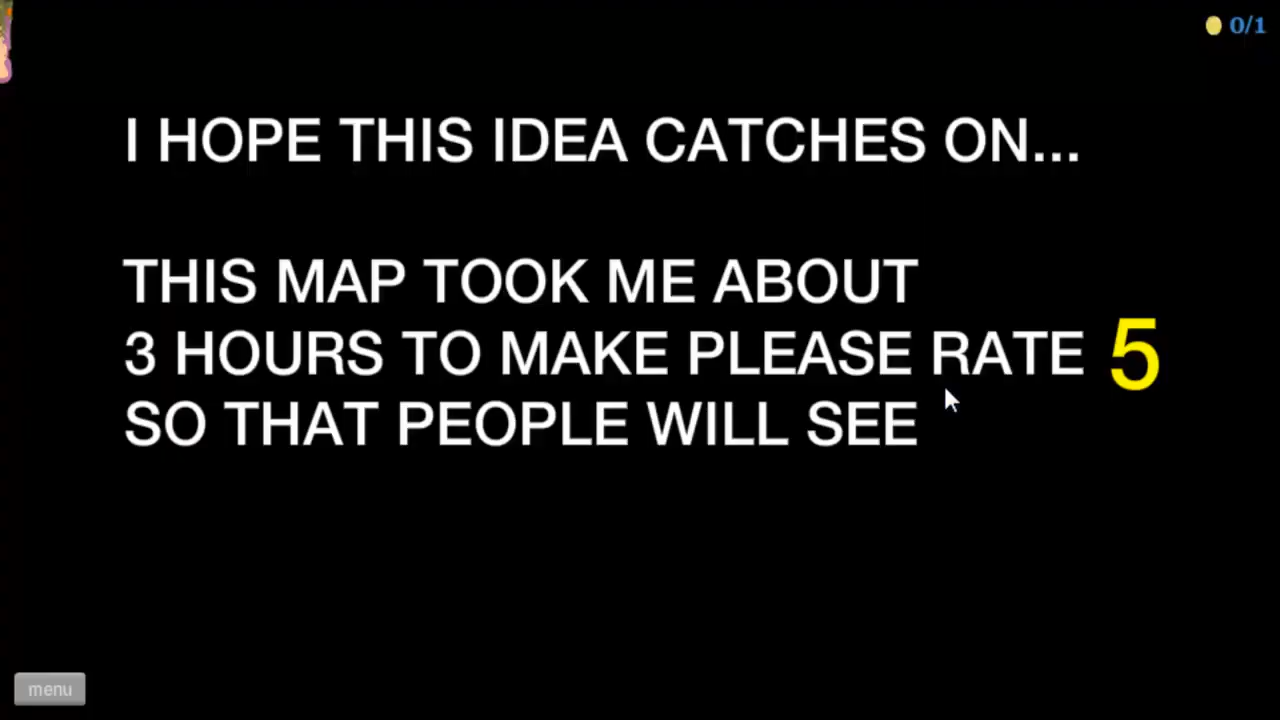 0/1
I HOPE THIS IDEA CATCHES ON...
THIS MAP TOOK ME ABOUT
3 HOURS TO MAKE PLEASE RATE 5
SO THAT PEOPLE WILL SEE
menu